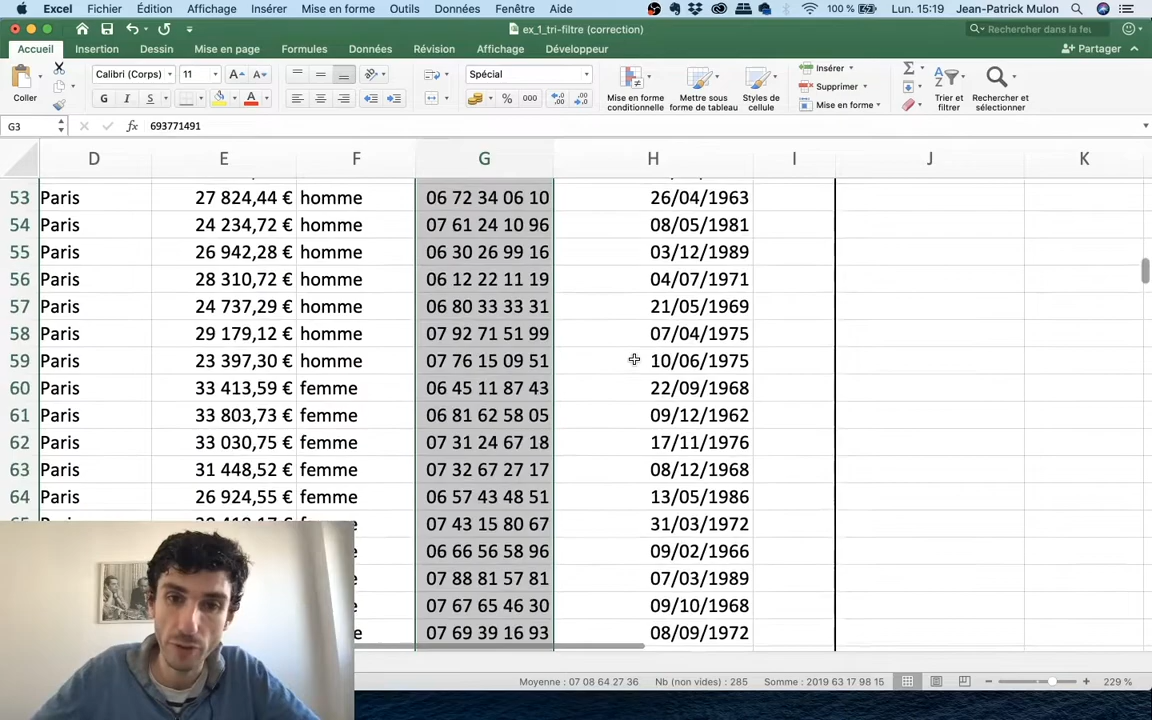 Excel Fichier Édition Affichage Insérer Mise en forme Outils Données Fenêtre Aide 100 % Lun. 15:19 Jean-Patrick Mulon
ex_1_tri-filtre (correction)
Rechercher dans la feu
Accueil Insertion Dessin Mise en page Formules Données Révision Affichage Développeur Partager
Calibri (Corps) 11 Spécial Insérer
Supprimer
Coller G I S A % 000 Mise en forme conditionnelle Mettre sous forme de tableau Styles de cellule Mise en forme Trier et filtrer Rechercher et sélectionner
G3 fx 693771491
D E F G H I J K
53 Paris 27 824,44 € homme 06 72 34 06 10 26/04/1963
54 Paris 24 234,72 € homme 07 61 24 10 96 08/05/1981
55 Paris 26 942,28 € homme 06 30 26 99 16 03/12/1989
56 Paris 28 310,72 € homme 06 12 22 11 19 04/07/1971
57 Paris 24 737,29 € homme 06 80 33 33 31 21/05/1969
58 Paris 29 179,12 € homme 07 92 71 51 99 07/04/1975
59 Paris 23 397,30 € homme 07 76 15 09 51 10/06/1975
60 Paris 33 413,59 € femme 06 45 11 87 43 22/09/1968
61 Paris 33 803,73 € femme 06 81 62 58 05 09/12/1962
62 Paris 33 030,75 € femme 07 31 24 67 18 17/11/1976
63 Paris 31 448,52 € femme 07 32 67 27 17 08/12/1968
64 Paris 26 924,55 € femme 06 57 43 48 51 13/05/1986
07 43 15 80 67 31/03/1972
06 66 56 58 96 09/02/1966
07 88 81 57 81 07/03/1989
07 67 65 46 30 09/10/1968
07 69 39 16 93 08/09/1972
Moyenne : 07 08 64 27 36 Nb (non vides) : 285 Somme : 2019 63 17 98 15 229 %